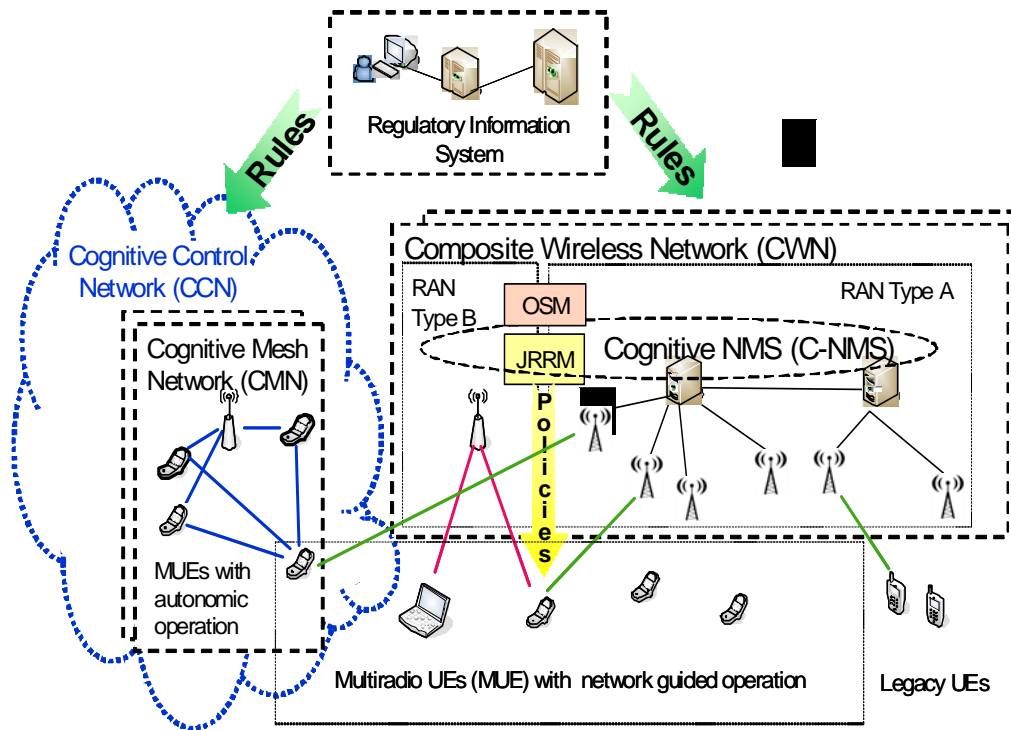 Regulatory Information
System
Rules
Rules
Cognitive Control
Network (CCN)
Composite Wireless Network (CWN)
RAN
Type B
OSM
RAN Type A
Cognitive NMS (C-NMS)
JRRM
Cognitive Mesh
Network (CMN)
Policies
MUEs with
autonomic
operation
Multiradio UEs (MUE) with network guided operation
Legacy UEs